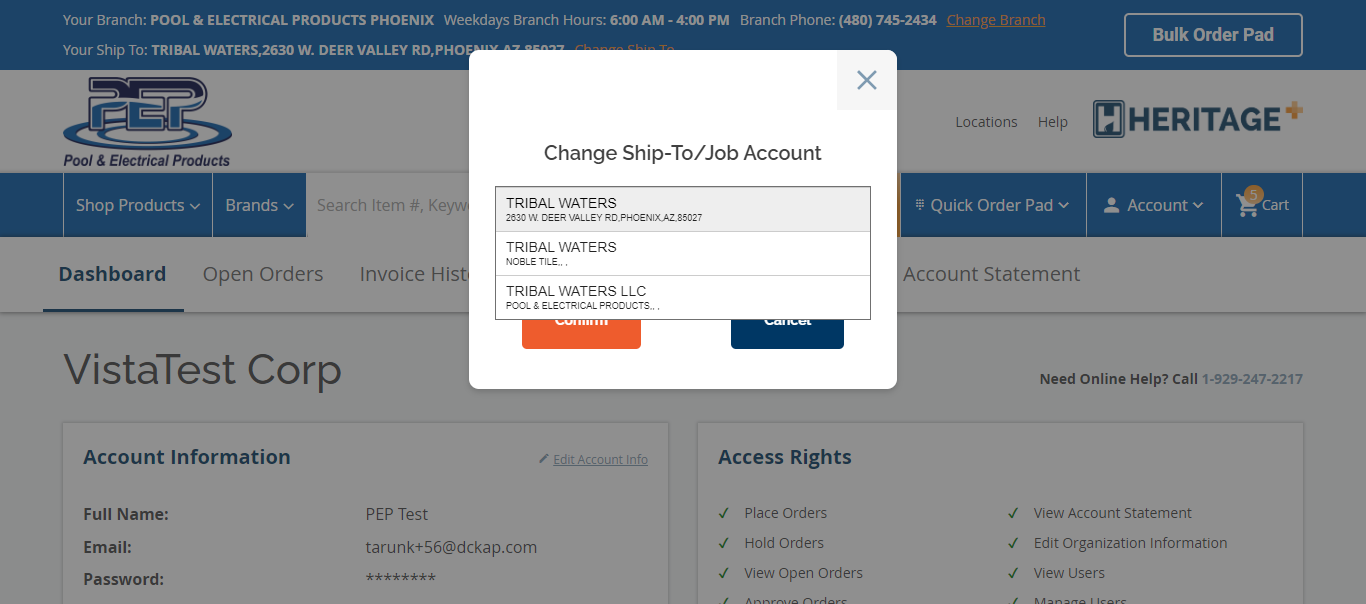 Your Branch: POOL & ELECTRICAL PRODUCTS PHOENIX Weekdays Branch Hours: 6:00 AM - 4:00 PM Branch Phone: (480) 745-2434 Change Branch
Bulk Order Pad
Your Ship To: TRIBAL WATERS,2630 W. DEER VALLEY RD,PHOENIX,AZ,85027 Change Ship To
PEP
Pool & Electrical Products
Locations Help
HERITAGE+
Shop Products
Brands
Search Item #, Keyw
Quick Order Pad
Account
5
Cart
Dashboard
Open Orders
Invoice Hist
Account Statement
Change Ship-To/Job Account
TRIBAL WATERS
2630 W. DEER VALLEY RD,PHOENIX,AZ,85027
TRIBAL WATERS
NOBLE TILE,, ,
TRIBAL WATERS LLC
POOL & ELECTRICAL PRODUCTS,, ,
Confirm
Cancel
VistaTest Corp
Need Online Help? Call 1-929-247-2217
Account Information
Edit Account Info
Full Name: PEP Test
Email: tarunk+56@dckap.com
Password: ********
Access Rights
Place Orders
View Account Statement
Hold Orders
Edit Organization Information
View Open Orders
View Users
Approve Orders
Manage Users